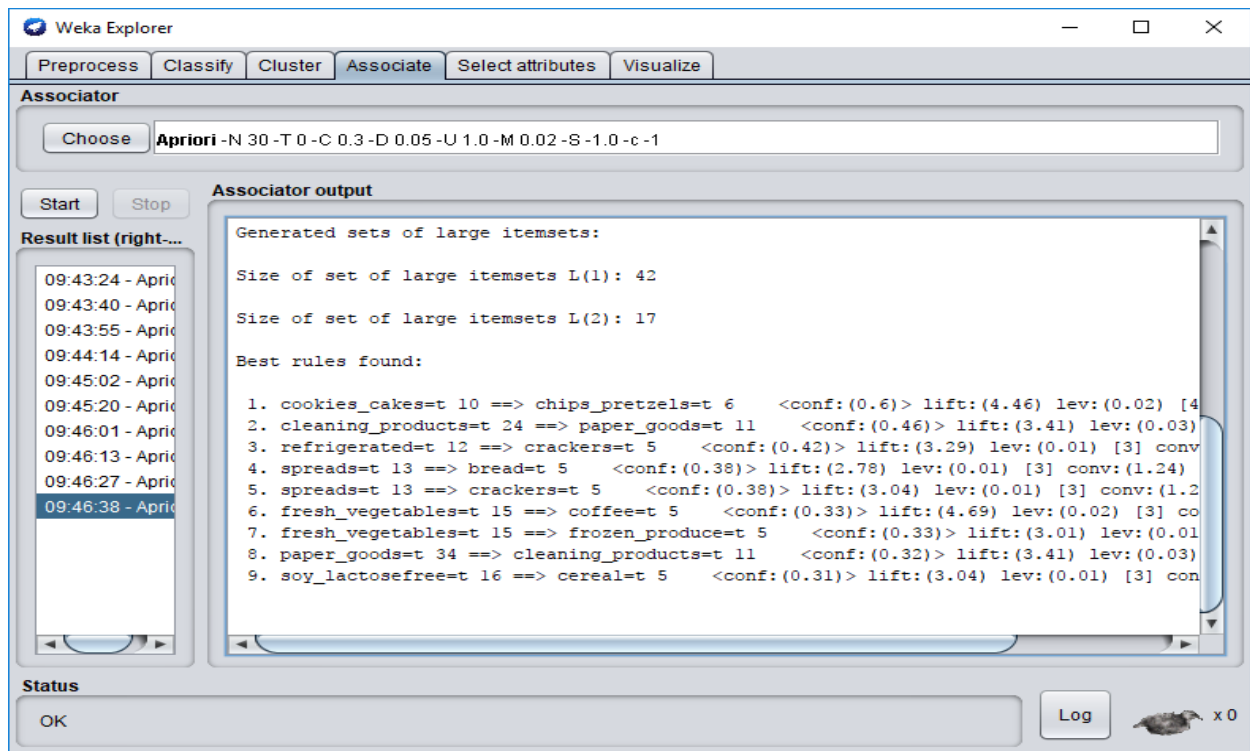 Weka Explorer
Preprocess Classify Cluster Associate Select attributes Visualize
Associator
Choose Apriori -N 30 -T 0 -C 0.3 -D 0.05 -U 1.0 -M 0.02 -S -1.0 -c -1
Start Stop
Result list (right-...
09:43:24 - Aprio
09:43:40 - Aprio
09:43:55 - Aprio
09:44:14 - Aprio
09:45:02 - Aprio
09:45:20 - Aprio
09:46:01 - Aprio
09:46:13 - Aprio
09:46:27 - Aprio
09:46:38 - Aprio
Associator output
Generated sets of large itemsets:
Size of set of large itemsets L(1): 42
Size of set of large itemsets L(2): 17
Best rules found:
1. cookies_cakes=t 10 ==> chips_pretzels=t 6 <conf:(0.6)> lift:(4.46) lev:(0.02) [4
2. cleaning_products=t 24 ==> paper_goods=t 11 <conf:(0.46)> lift:(3.41) lev:(0.03)
3. refrigerated=t 12 ==> crackers=t 5 <conf:(0.42)> lift:(3.29) lev:(0.01) [3] conv
4. spreads=t 13 ==> bread=t 5 <conf:(0.38)> lift:(2.78) lev:(0.01) [3] conv:(1.24)
5. spreads=t 13 ==> crackers=t 5 <conf:(0.38)> lift:(3.04) lev:(0.01) [3] conv:(1.2
6. fresh_vegetables=t 15 ==> coffee=t 5 <conf:(0.33)> lift:(4.69) lev:(0.02) [3] co
7. fresh_vegetables=t 15 ==> frozen_produce=t 5 <conf:(0.33)> lift:(3.01) lev:(0.01
8. paper_goods=t 34 ==> cleaning_products=t 11 <conf:(0.32)> lift:(3.41) lev:(0.03)
9. soy_lactosefree=t 16 ==> cereal=t 5 <conf:(0.31)> lift:(3.04) lev:(0.01) [3] con
Status
OK
Log
x 0